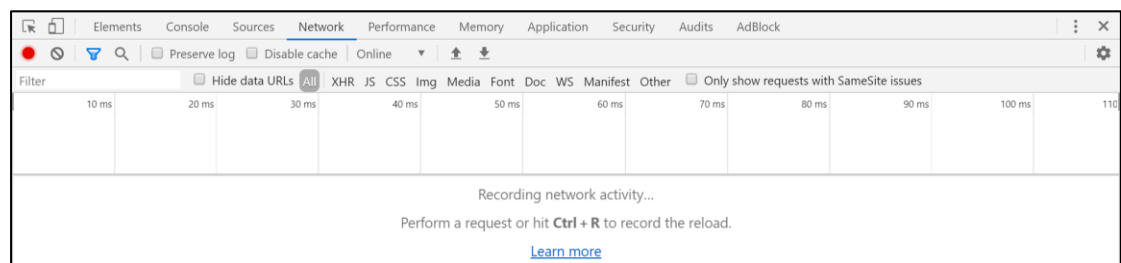 Elements Console Sources Network Performance Memory Application Security Audits AdBlock
Preserve log Disable cache Online
Filter Hide data URLs All XHR JS CSS Img Media Font Doc WS Manifest Other Only show requests with SameSite issues
10 ms 20 ms 30 ms 40 ms 50 ms 60 ms 70 ms 80 ms 90 ms 100 ms 110
Recording network activity...
Perform a request or hit Ctrl + R to record the reload.
Learn more